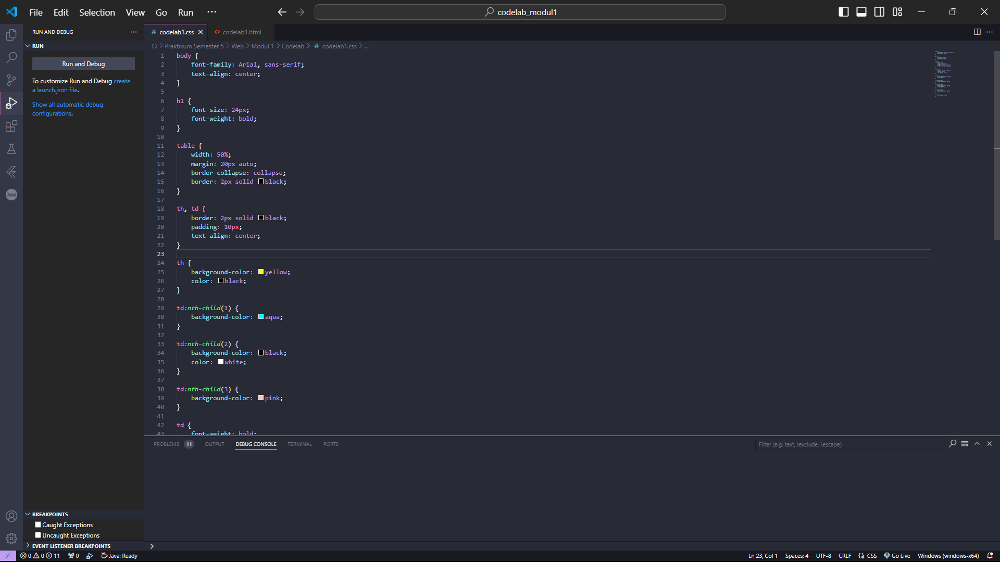 File Edit Selection View Go Run ···
codelab_modul1
RUN AND DEBUG ···
RUN
Run and Debug
To customize Run and Debug create
a launch.json file.
Show all automatic debug
configurations.
# codelab1.css
<> codelab1.html
C: > Praktikum Semester 5 > Web > Modul 1 > Codelab > # codelab1.css > ...
1 body {
2 font-family: Arial, sans-serif;
3 text-align: center;
4 }
5
6 h1 {
7 font-size: 24px;
8 font-weight: bold;
9 }
10
11 table {
12 width: 50%;
13 margin: 20px auto;
14 border-collapse: collapse;
15 border: 2px solid black;
16 }
17
18 th, td {
19 border: 2px solid black;
20 padding: 10px;
21 text-align: center;
22 }
23
24 th {
25 background-color: yellow;
26 color: black;
27 }
28
29 td:nth-child(1) {
30 background-color: aqua;
31 }
32
33 td:nth-child(2) {
34 background-color: black;
35 color: white;
36 }
37
38 td:nth-child(3) {
39 background-color: pink;
40 }
41
42 td {
43 font-weight: bold;
PROBLEMS 11 OUTPUT DEBUG CONSOLE TERMINAL PORTS
Filter (e.g. text, !exclude, \escape)
Json
BREAKPOINTS
Caught Exceptions
Uncaught Exceptions
EVENT LISTENER BREAKPOINTS
>
0 0 11 0 Java: Ready
Ln 23, Col 1 Spaces: 4 UTF-8 CRLF CSS Go Live Windows (windows-x64)